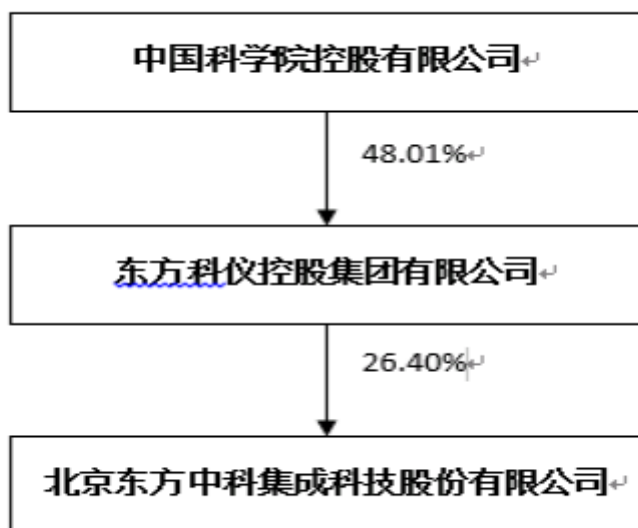 中国科学院控股有限公司
48.01%
东方科仪控股集团有限公司
26.40%
北京东方中科集成科技股份有限公司